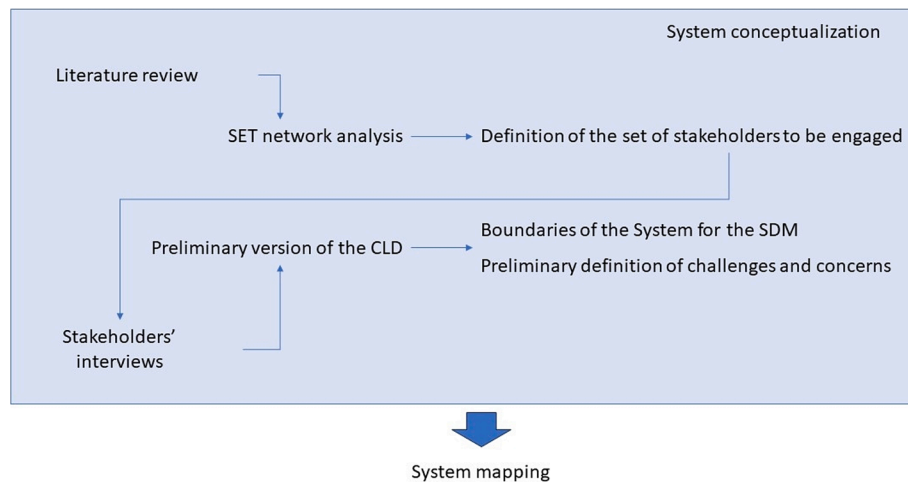 System conceptualization
Literature review
SET network analysis
Definition of the set of stakeholders to be engaged
Boundaries of the System for the SDM
Preliminary version of the CLD
Preliminary definition of challenges and concerns
Stakeholders’
interviews
System mapping